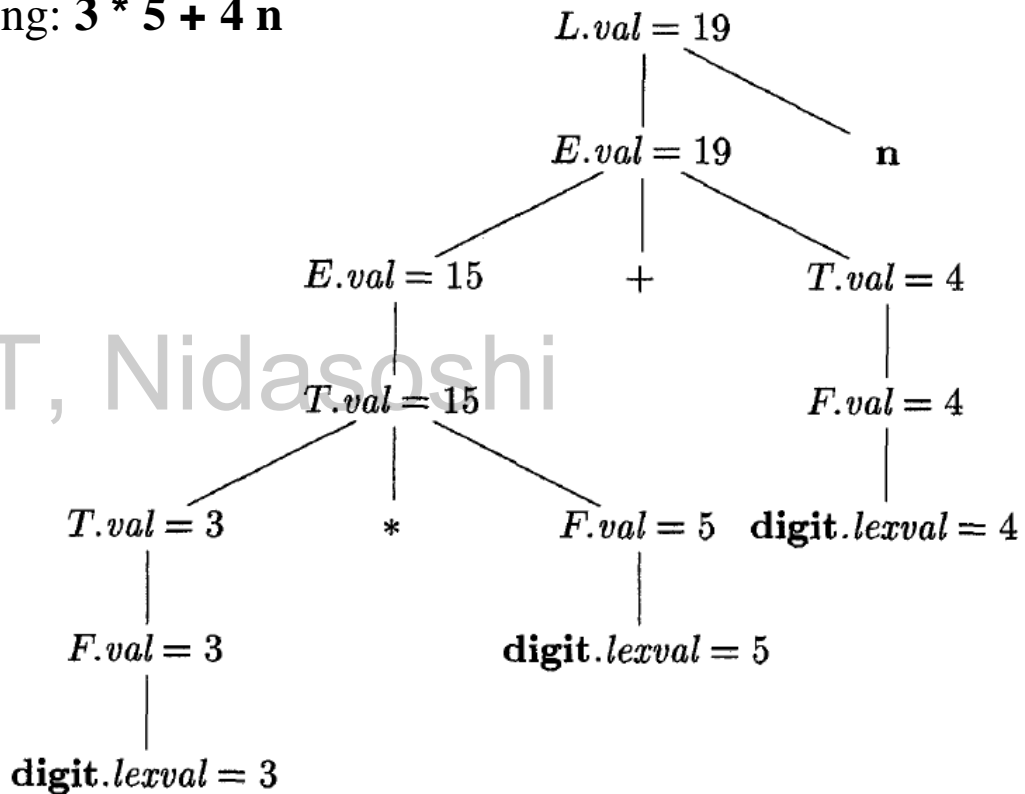 ng: 3 * 5 + 4 n
L.val = 19
E.val = 19 n
E.val = 15 + T.val = 4
T, Nidasoshi
T.val = 15 F.val = 4
T.val = 3 * F.val = 5 digit.lexval = 4
F.val = 3 digit.lexval = 5
digit.lexval = 3